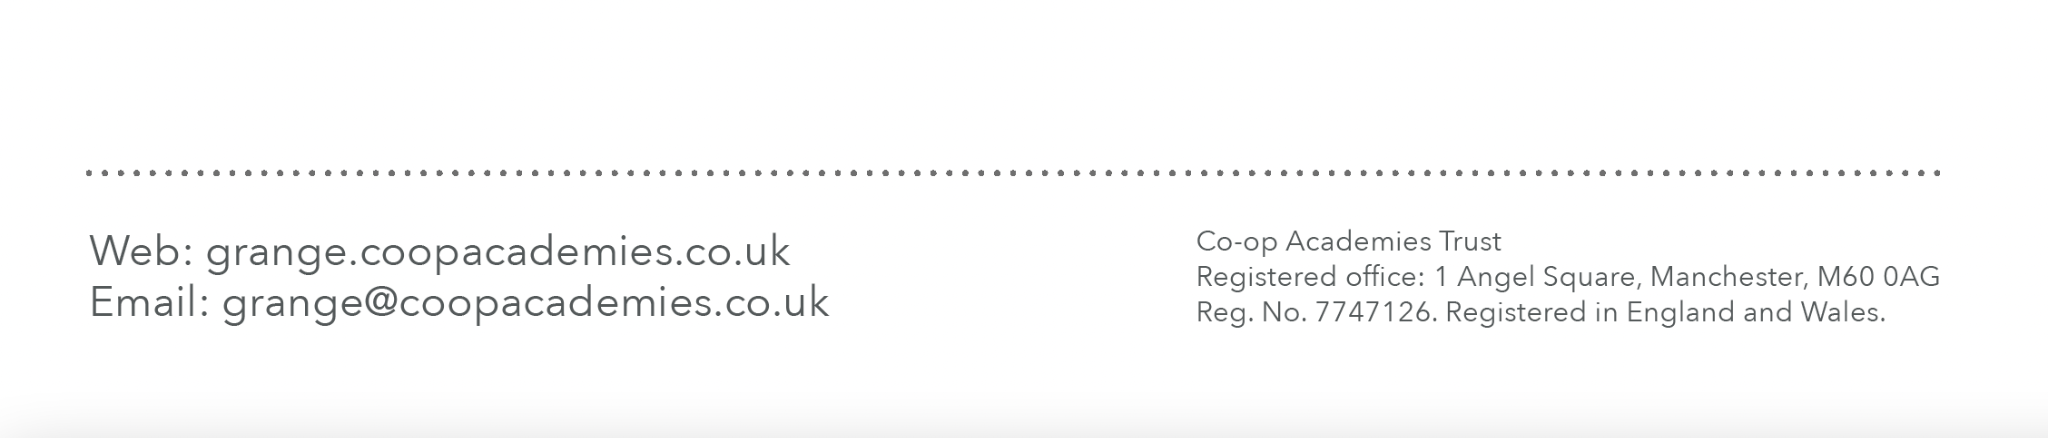 Web: grange.coopacademies.co.uk
Email: grange@coopacademies.co.uk
Co-op Academies Trust
Registered office: 1 Angel Square, Manchester, M60 0AG
Reg. No. 7747126. Registered in England and Wales.